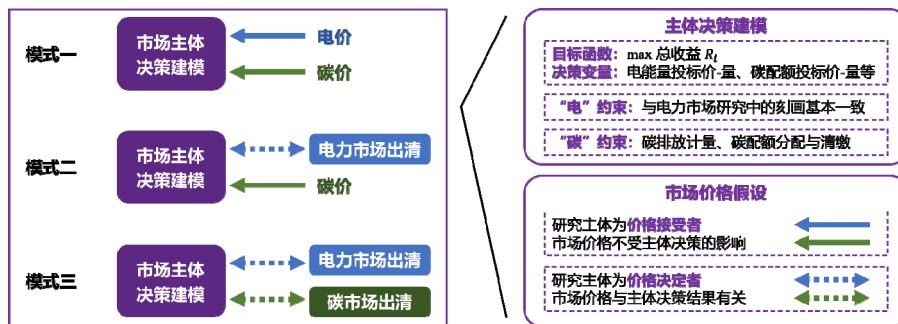 模式一
市场主体
决策建模
电价
碳价
模式二
市场主体
决策建模
电力市场出清
碳价
模式三
市场主体
决策建模
电力市场出清
碳市场出清
主体决策建模
目标函数：max 总收益 R_i
决策变量：电能量投标价-量、碳配额投标价-量等
“电”约束：与电力市场研究中的刻画基本一致
“碳”约束：碳排放计量、碳配额分配与清缴
市场价格假设
研究主体为价格接受者
市场价格不受主体决策的影响
研究主体为价格决定者
市场价格与主体决策结果有关